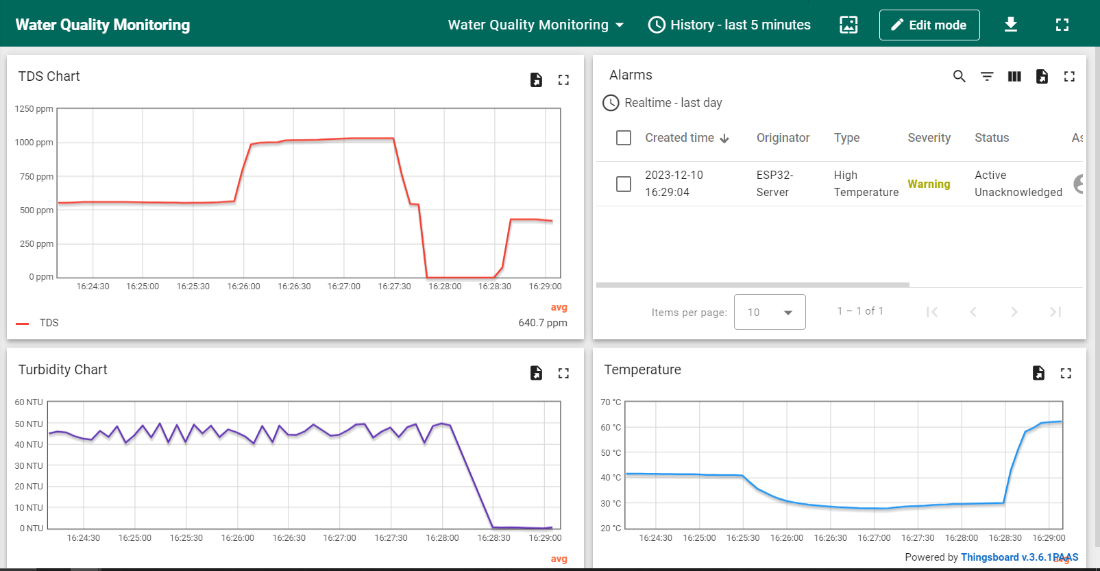 Water Quality Monitoring
Water Quality Monitoring
History - last 5 minutes
Edit mode
TDS Chart
1250 ppm
1000 ppm
750 ppm
500 ppm
250 ppm
0 ppm
16:24:30 16:25:00 16:25:30 16:26:00 16:26:30 16:27:00 16:27:30 16:28:00 16:28:30 16:29:00
avg
TDS 640.7 ppm
Alarms
Realtime - last day
Created time Originator Type Severity Status As
2023-12-10 ESP32- High Warning Active
16:29:04 Server Temperature Unacknowledged
Items per page: 10 1 – 1 of 1
Turbidity Chart
60 NTU
50 NTU
40 NTU
30 NTU
20 NTU
10 NTU
0 NTU
16:24:30 16:25:00 16:25:30 16:26:00 16:26:30 16:27:00 16:27:30 16:28:00 16:28:30 16:29:00
avg
Temperature
70 °C
60 °C
50 °C
40 °C
30 °C
20 °C
16:24:30 16:25:00 16:25:30 16:26:00 16:26:30 16:27:00 16:27:30 16:28:00 16:28:30 16:29:00
Powered by Thingsboard v.3.6.1PAAS